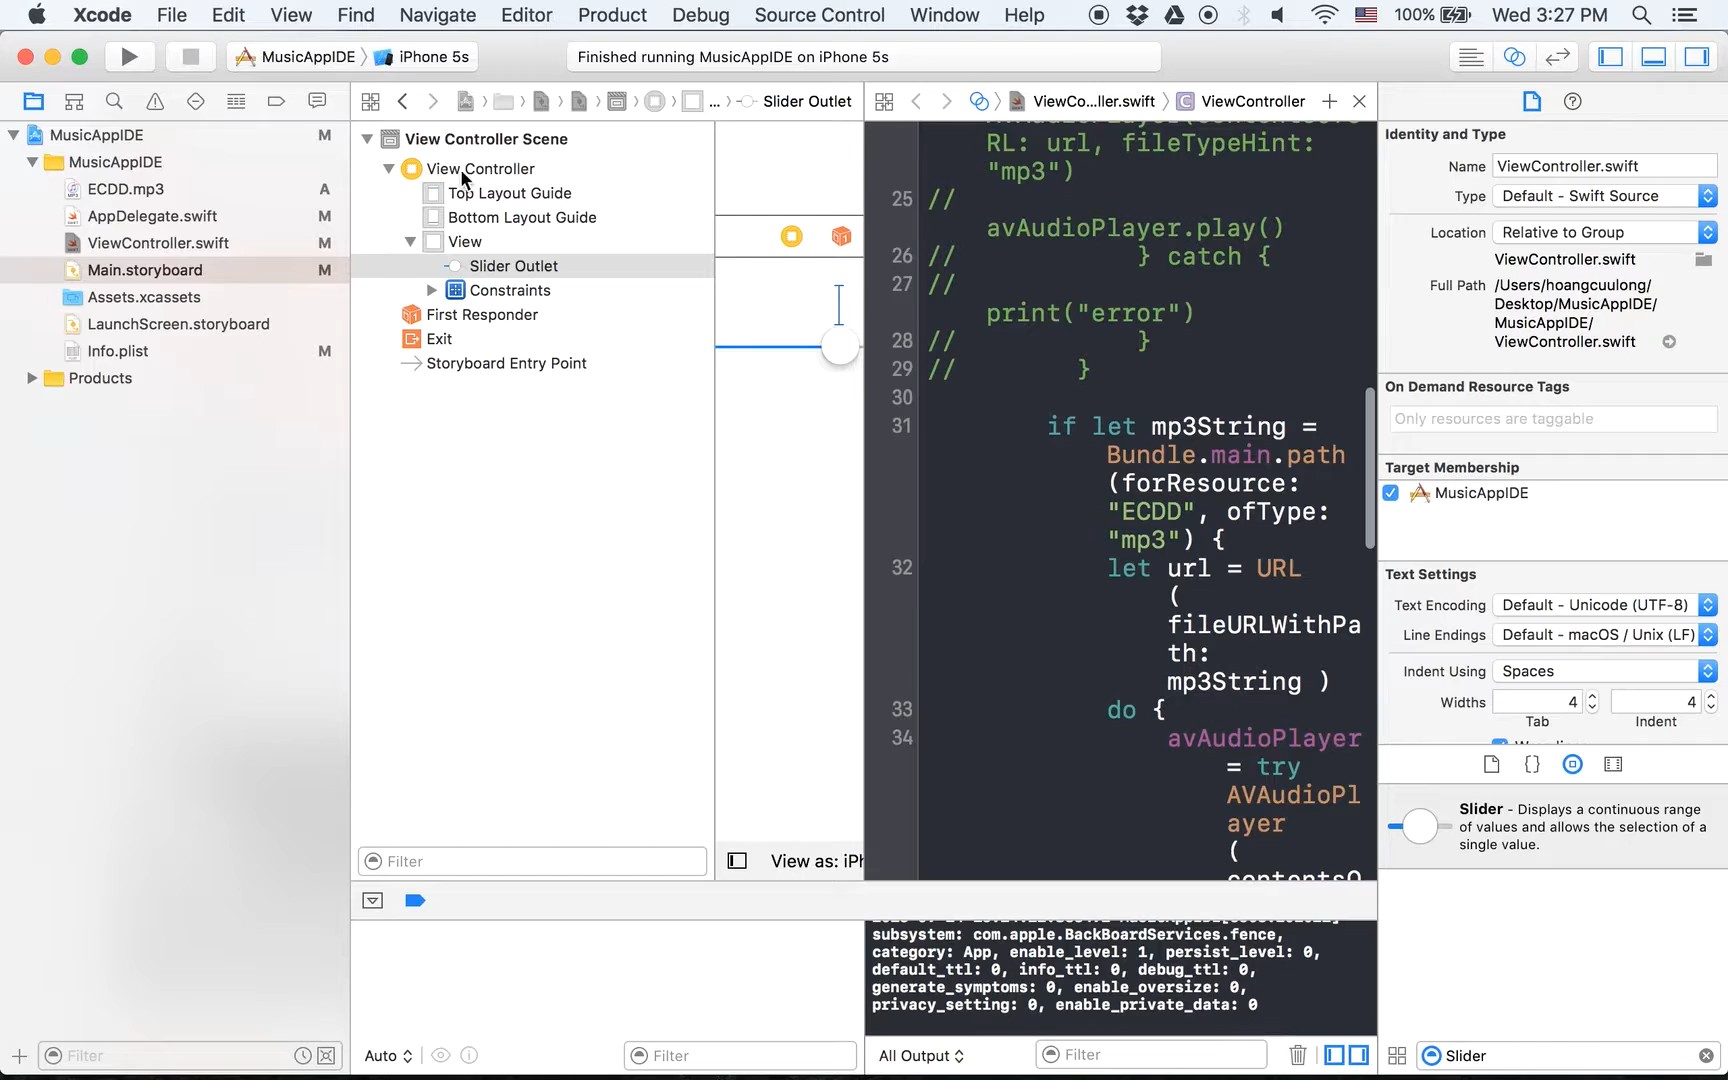 Xcode File Edit View Find Navigate Editor Product Debug Source Control Window Help 100% Wed 3:27 PM
MusicAppIDE iPhone 5s
Finished running MusicAppIDE on iPhone 5s
... Slider Outlet
ViewCo...ller.swift ViewController
MusicAppIDE M
MusicAppIDE
ECDD.mp3 A
AppDelegate.swift M
ViewController.swift M
Main.storyboard M
Assets.xcassets
LaunchScreen.storyboard
Info.plist M
Products
Filter
View Controller Scene
View Controller
Top Layout Guide
Bottom Layout Guide
View
Slider Outlet
Constraints
First Responder
Exit
Storyboard Entry Point
Filter
View as: iPh
RL: url, fileTypeHint:
"mp3")
25 //
avAudioPlayer.play()
26 // } catch {
27 //
print("error")
28 // }
29 // }
30
31 if let mp3String =
Bundle.main.path
(forResource:
"ECDD", ofType:
"mp3") {
32 let url = URL
(
fileURLWithPa
th:
mp3String )
33 do {
34 avAudioPlayer
= try
AVAudioPl
ayer
(
contentsO
subsystem: com.apple.BackBoardServices.fence,
category: App, enable_level: 1, persist_level: 0,
default_ttl: 0, info_ttl: 0, debug_ttl: 0,
generate_symptoms: 0, enable_oversize: 0,
privacy_setting: 0, enable_private_data: 0
Auto
Filter
All Output
Filter
Identity and Type
Name ViewController.swift
Type Default - Swift Source
Location Relative to Group
ViewController.swift
Full Path /Users/hoangcuulong/
Desktop/MusicAppIDE/
MusicAppIDE/
ViewController.swift
On Demand Resource Tags
Only resources are taggable
Target Membership
MusicAppIDE
Text Settings
Text Encoding Default - Unicode (UTF-8)
Line Endings Default - macOS / Unix (LF)
Indent Using Spaces
Widths 4 4
Tab Indent
Slider - Displays a continuous range
of values and allows the selection of a
single value.
Slider